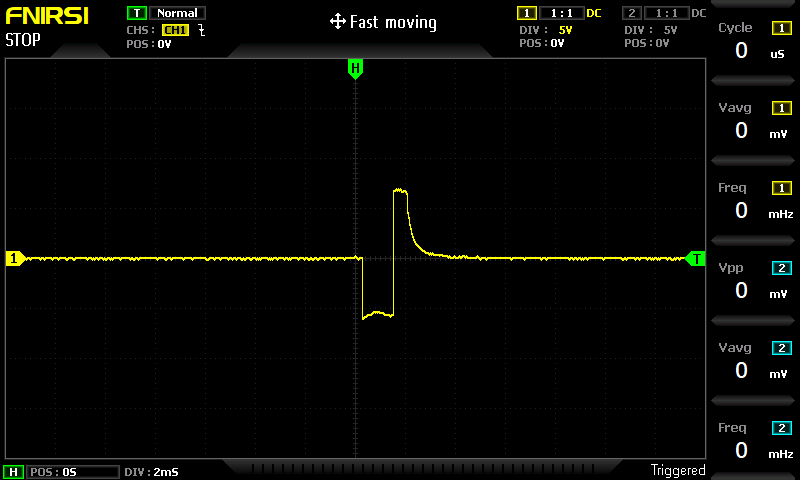 FNIRSI
STOP
T Normal
CHS: CH1
POS: 0V
Fast moving
1 1:1 DC
DIV: 5V
POS: 0V
2 1:1 DC
DIV: 5V
POS: 0V
H
1
T
Cycle 1
0 uS
Vavg 1
0 mV
Freq 1
0 mHz
Vpp 2
0 mV
Vavg 2
0 mV
Freq 2
0 mHz
H POS: 0S DIV: 2mS
Triggered